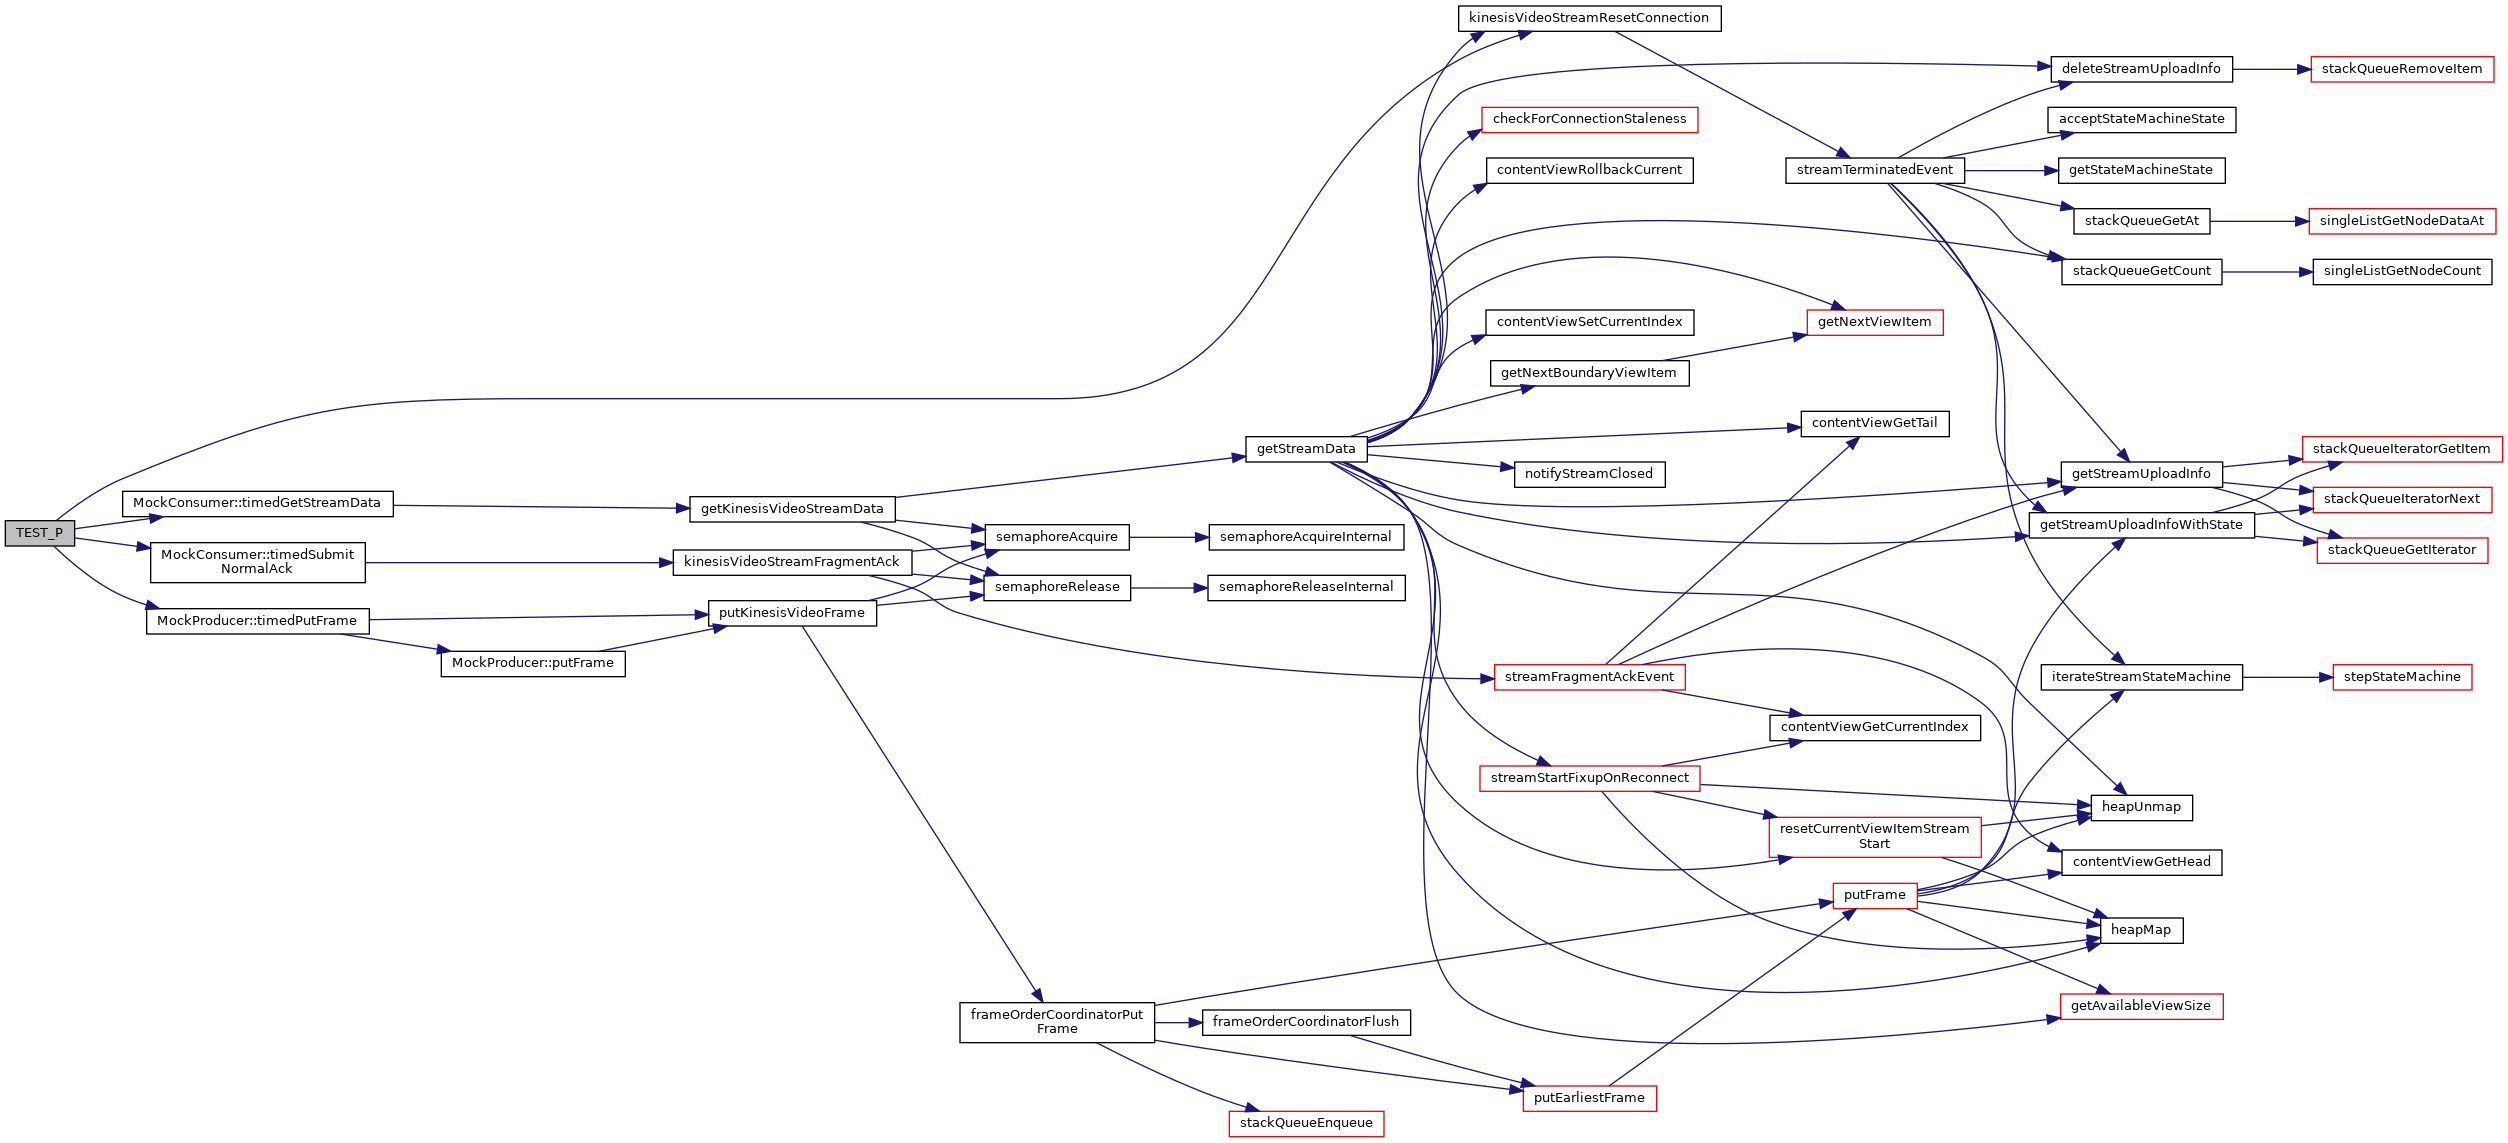 TEST_P
MockConsumer::timedGetStreamData
MockConsumer::timedSubmit
NormalAck
MockProducer::timedPutFrame
MockProducer::putFrame
getKinesisVideoStreamData
kinesisVideoStreamFragmentAck
putKinesisVideoFrame
semaphoreAcquire
semaphoreRelease
frameOrderCoordinatorPut
Frame
getStreamData
semaphoreAcquireInternal
semaphoreReleaseInternal
frameOrderCoordinatorFlush
stackQueueEnqueue
kinesisVideoStreamResetConnection
checkForConnectionStaleness
contentViewRollbackCurrent
contentViewSetCurrentIndex
getNextBoundaryViewItem
notifyStreamClosed
streamFragmentAckEvent
streamStartFixupOnReconnect
putEarliestFrame
streamTerminatedEvent
getNextViewItem
contentViewGetTail
contentViewGetCurrentIndex
resetCurrentViewItemStream
Start
putFrame
deleteStreamUploadInfo
acceptStateMachineState
getStateMachineState
stackQueueGetAt
stackQueueGetCount
getStreamUploadInfo
getStreamUploadInfoWithState
iterateStreamStateMachine
heapUnmap
contentViewGetHead
heapMap
getAvailableViewSize
stackQueueRemoveItem
singleListGetNodeDataAt
singleListGetNodeCount
stackQueueIteratorGetItem
stackQueueIteratorNext
stackQueueGetIterator
stepStateMachine